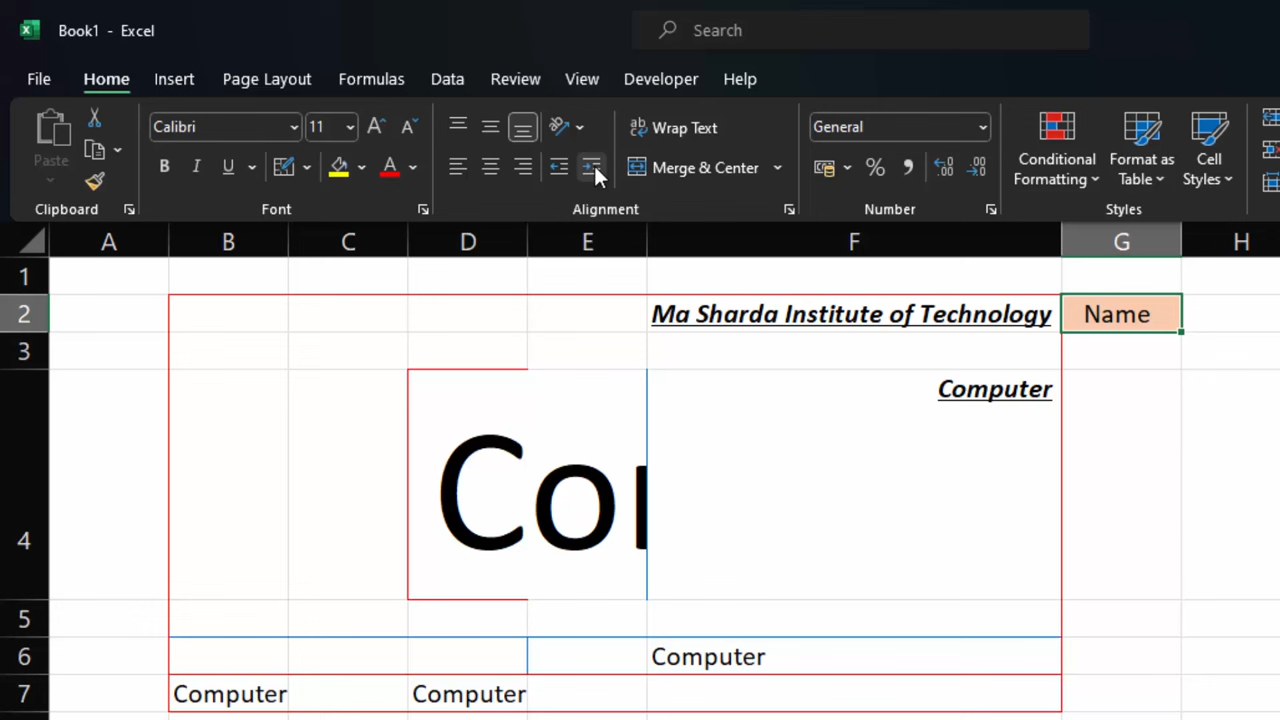 Book1 - Excel
Search
File Home Insert Page Layout Formulas Data Review View Developer Help
Paste
Calibri 11
B I U
Wrap Text
Merge & Center
General
Conditional Formatting
Format as Table
Cell Styles
Clipboard Font Alignment Number Styles
A B C D E F G H
1
2 Ma Sharda Institute of Technology Name
3
Computer
4 Com
5
6 Computer
7 Computer Computer